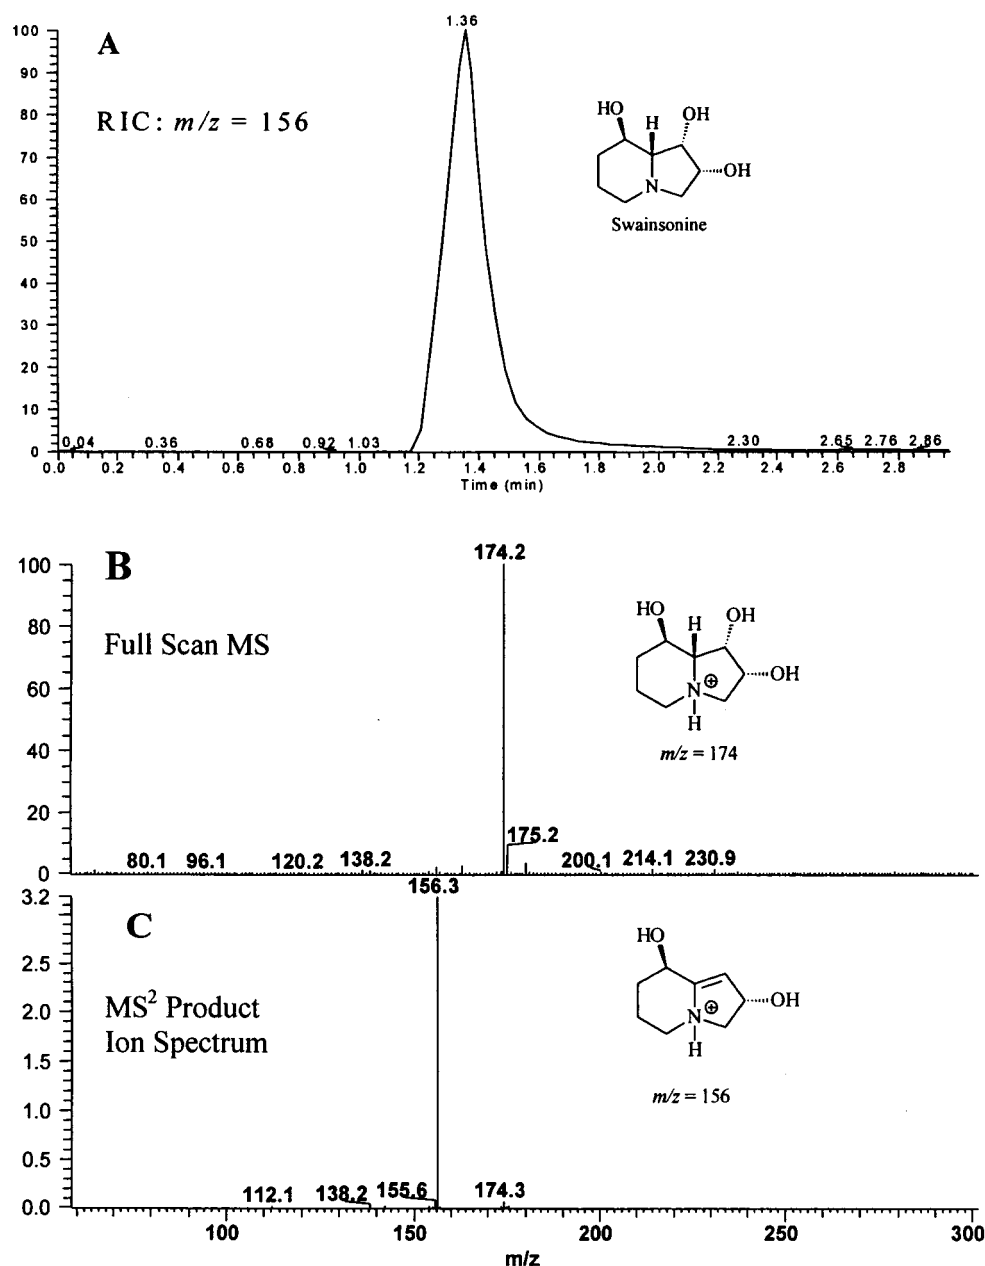 1.36
100
A
90
80
RIC: m/z = 156
70
60
50
40
30
20
10
0
HO
H
OH
OH
N
Swainsonine
0.04 0.36 0.68 0.92 1.03 2.30 2.65 2.76 2.86
0.0 0.2 0.4 0.6 0.8 1.0 1.2 1.4 1.6 1.8 2.0 2.2 2.4 2.6 2.8
Time (min)
174.2
100
B
80
Full Scan MS
60
40
20
0
HO
H
OH
OH
N ⊕
H
m/z = 174
175.2
80.1 96.1 120.2 138.2 200.1 214.1 230.9
156.3
3.2
C
2.5
MS² Product
2.0
Ion Spectrum
1.5
1.0
0.5
0.0
HO
OH
N ⊕
H
m/z = 156
112.1 138.2 155.6 174.3
100 150 200 250 300
m/z